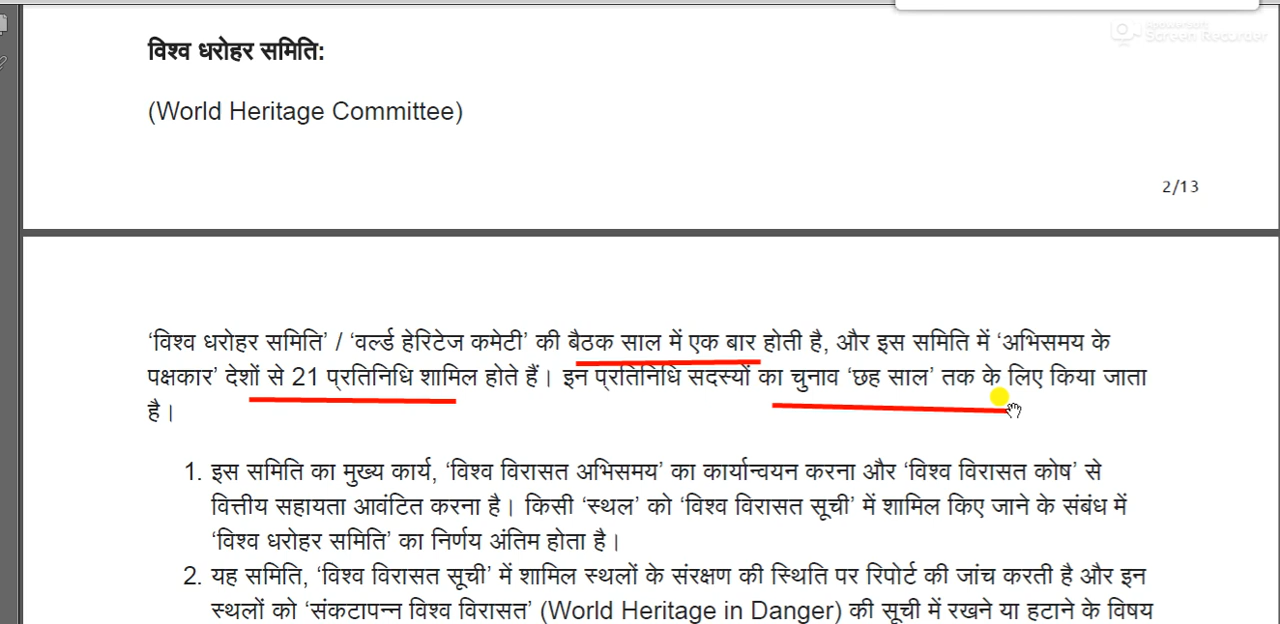 Apowersoft
Screen Recorder
विश्व धरोहर समिति:
(World Heritage Committee)
2/13
‘विश्व धरोहर समिति’ / ‘वर्ल्ड हेरिटेज कमेटी’ की बैठक साल में एक बार होती है, और इस समिति में ‘अभिसमय के
पक्षकार’ देशों से 21 प्रतिनिधि शामिल होते हैं। इन प्रतिनिधि सदस्यों का चुनाव ‘छह साल’ तक के लिए किया जाता
है।
1. इस समिति का मुख्य कार्य, ‘विश्व विरासत अभिसमय’ का कार्यान्वयन करना और ‘विश्व विरासत कोष’ से
वित्तीय सहायता आवंटित करना है। किसी ‘स्थल’ को ‘विश्व विरासत सूची’ में शामिल किए जाने के संबंध में
‘विश्व धरोहर समिति’ का निर्णय अंतिम होता है।
2. यह समिति, ‘विश्व विरासत सूची’ में शामिल स्थलों के संरक्षण की स्थिति पर रिपोर्ट की जांच करती है और इन
स्थलों को ‘संकटापन्न विश्व विरासत’ (World Heritage in Danger) की सूची में रखने या हटाने के विषय